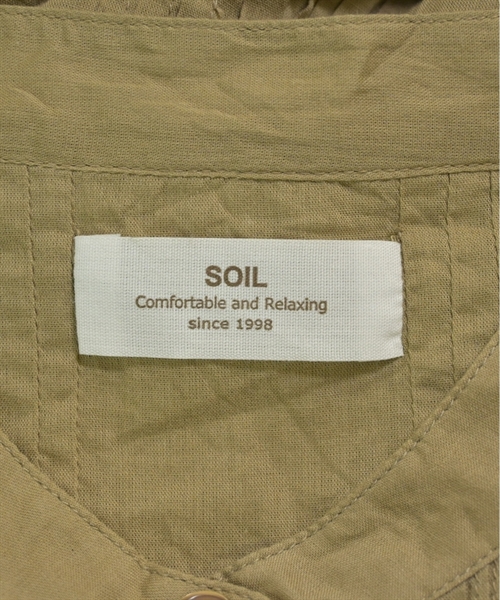 SOIL
Comfortable and Relaxing
since 1998